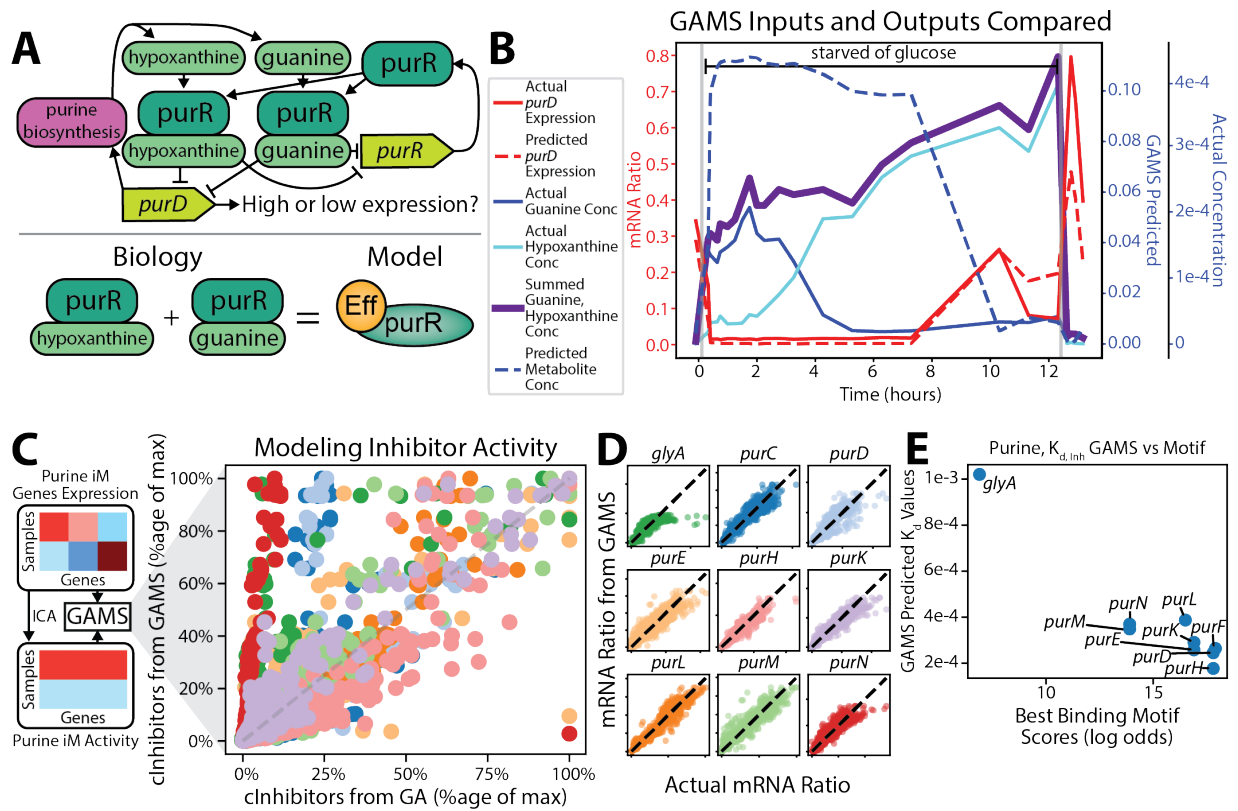 A
hypoxanthine
guanine
purR
purR
purR
purine
biosynthesis
hypoxanthine
guanine
purR
purD
High or low expression?
Biology
Model
purR
hypoxanthine
+
purR
guanine
=
Eff
purR
B
GAMS Inputs and Outputs Compared
Actual
purD
Expression
Predicted
purD
Expression
Actual
Guanine Conc
Actual
Hypoxanthine
Conc
Summed
Guanine,
Hypoxanthine
Conc
Predicted
Metabolite
Conc
starved of glucose
mRNA Ratio
0.8
0.7
0.6
0.5
0.4
0.3
0.2
0.1
0.0
0
2
4
6
8
10
12
Time (hours)
0.10
0.08
0.06
0.04
0.02
0.00
GAMS Predicted
4e-4
3e-4
2e-4
1e-4
0
Actual Concentration
C
Purine iM
Genes Expression
Samples
Genes
ICA
GAMS
Samples
Genes
Purine iM Activity
Modeling Inhibitor Activity
cInhibitors from GAMS (%age of max)
100%
80%
60%
40%
20%
0%
0%
25%
50%
75%
100%
cInhibitors from GA (%age of max)
D
mRNA Ratio from GAMS
glyA
purC
purD
purE
purH
purK
purL
purM
purN
Actual mRNA Ratio
E
Purine, Kd, Inh GAMS vs Motif
GAMS Predicted Kd Values
1e-3
8e-4
6e-4
4e-4
2e-4
glyA
purN
purL
purM
purK
purF
purE
purD
purH
10
15
Best Binding Motif
Scores (log odds)